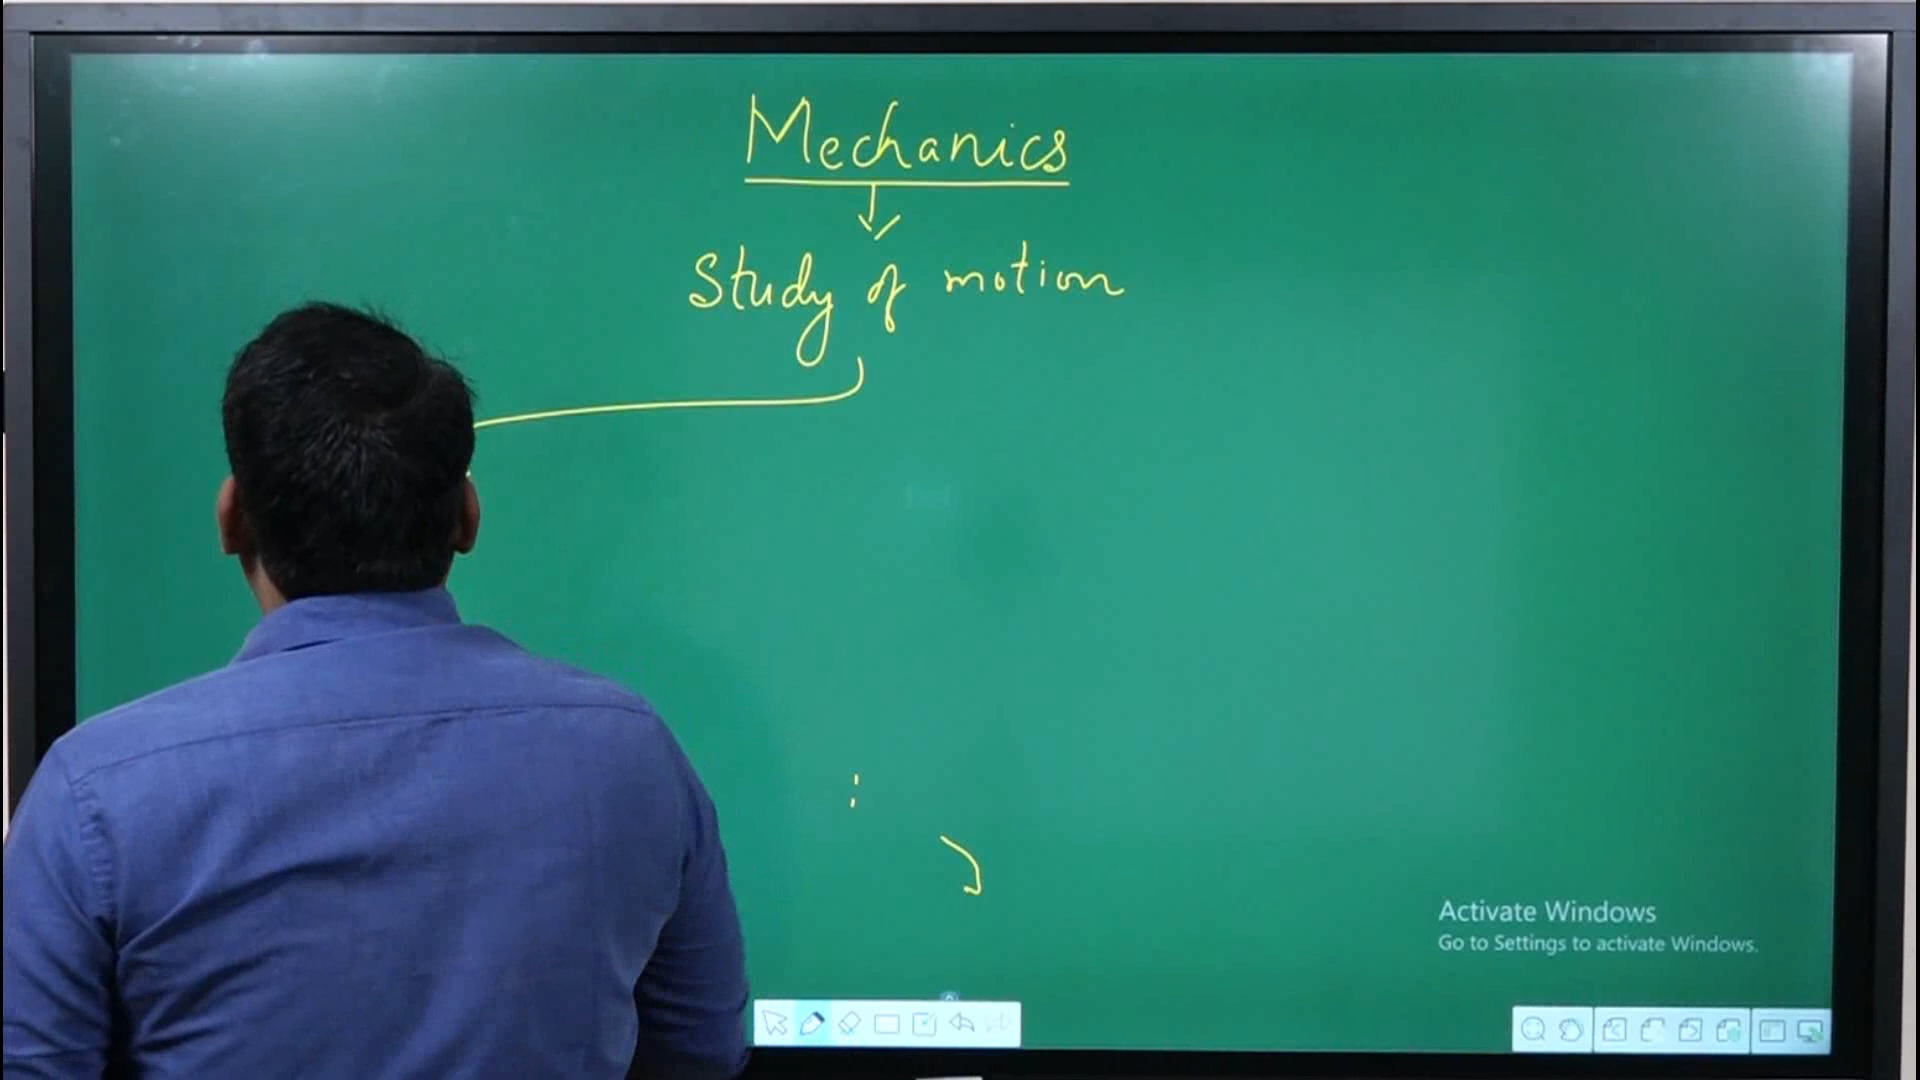 Mechanics
Study of motion
Activate Windows
Go to Settings to activate Windows.